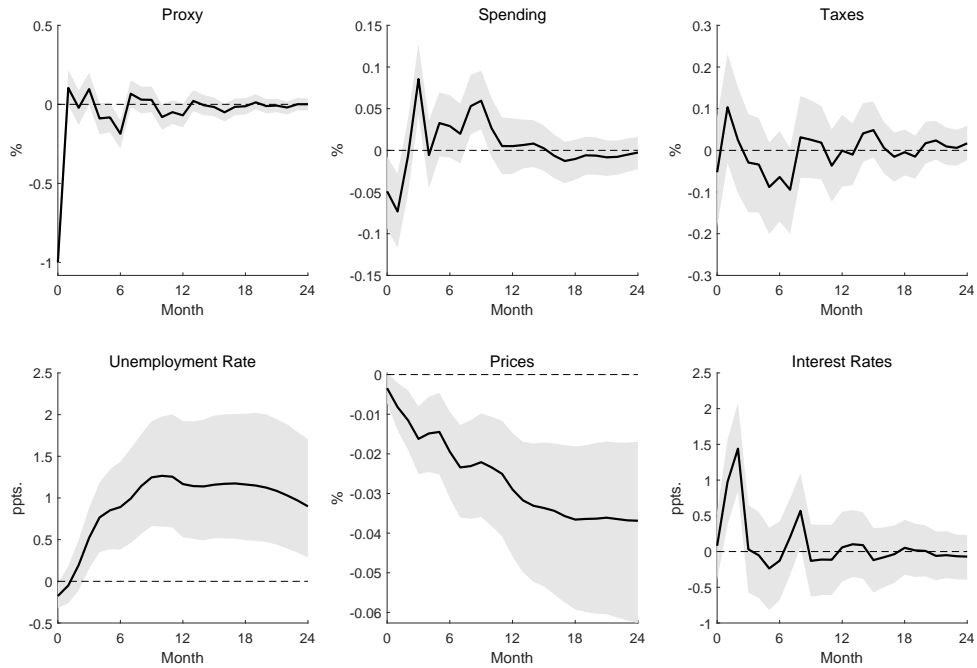 Proxy
0.5
0
-0.5
-1
%
0 6 12 18 24
Month
Spending
0.15
0.1
0.05
0
-0.05
-0.1
-0.15
%
0 6 12 18 24
Month
Taxes
0.3
0.2
0.1
0
-0.1
-0.2
-0.3
%
0 6 12 18 24
Month
Unemployment Rate
2.5
2
1.5
1
0.5
0
-0.5
ppts.
0 6 12 18 24
Month
Prices
0
-0.01
-0.02
-0.03
-0.04
-0.05
-0.06
%
0 6 12 18 24
Month
Interest Rates
2.5
2
1.5
1
0.5
0
-0.5
-1
ppts.
0 6 12 18 24
Month